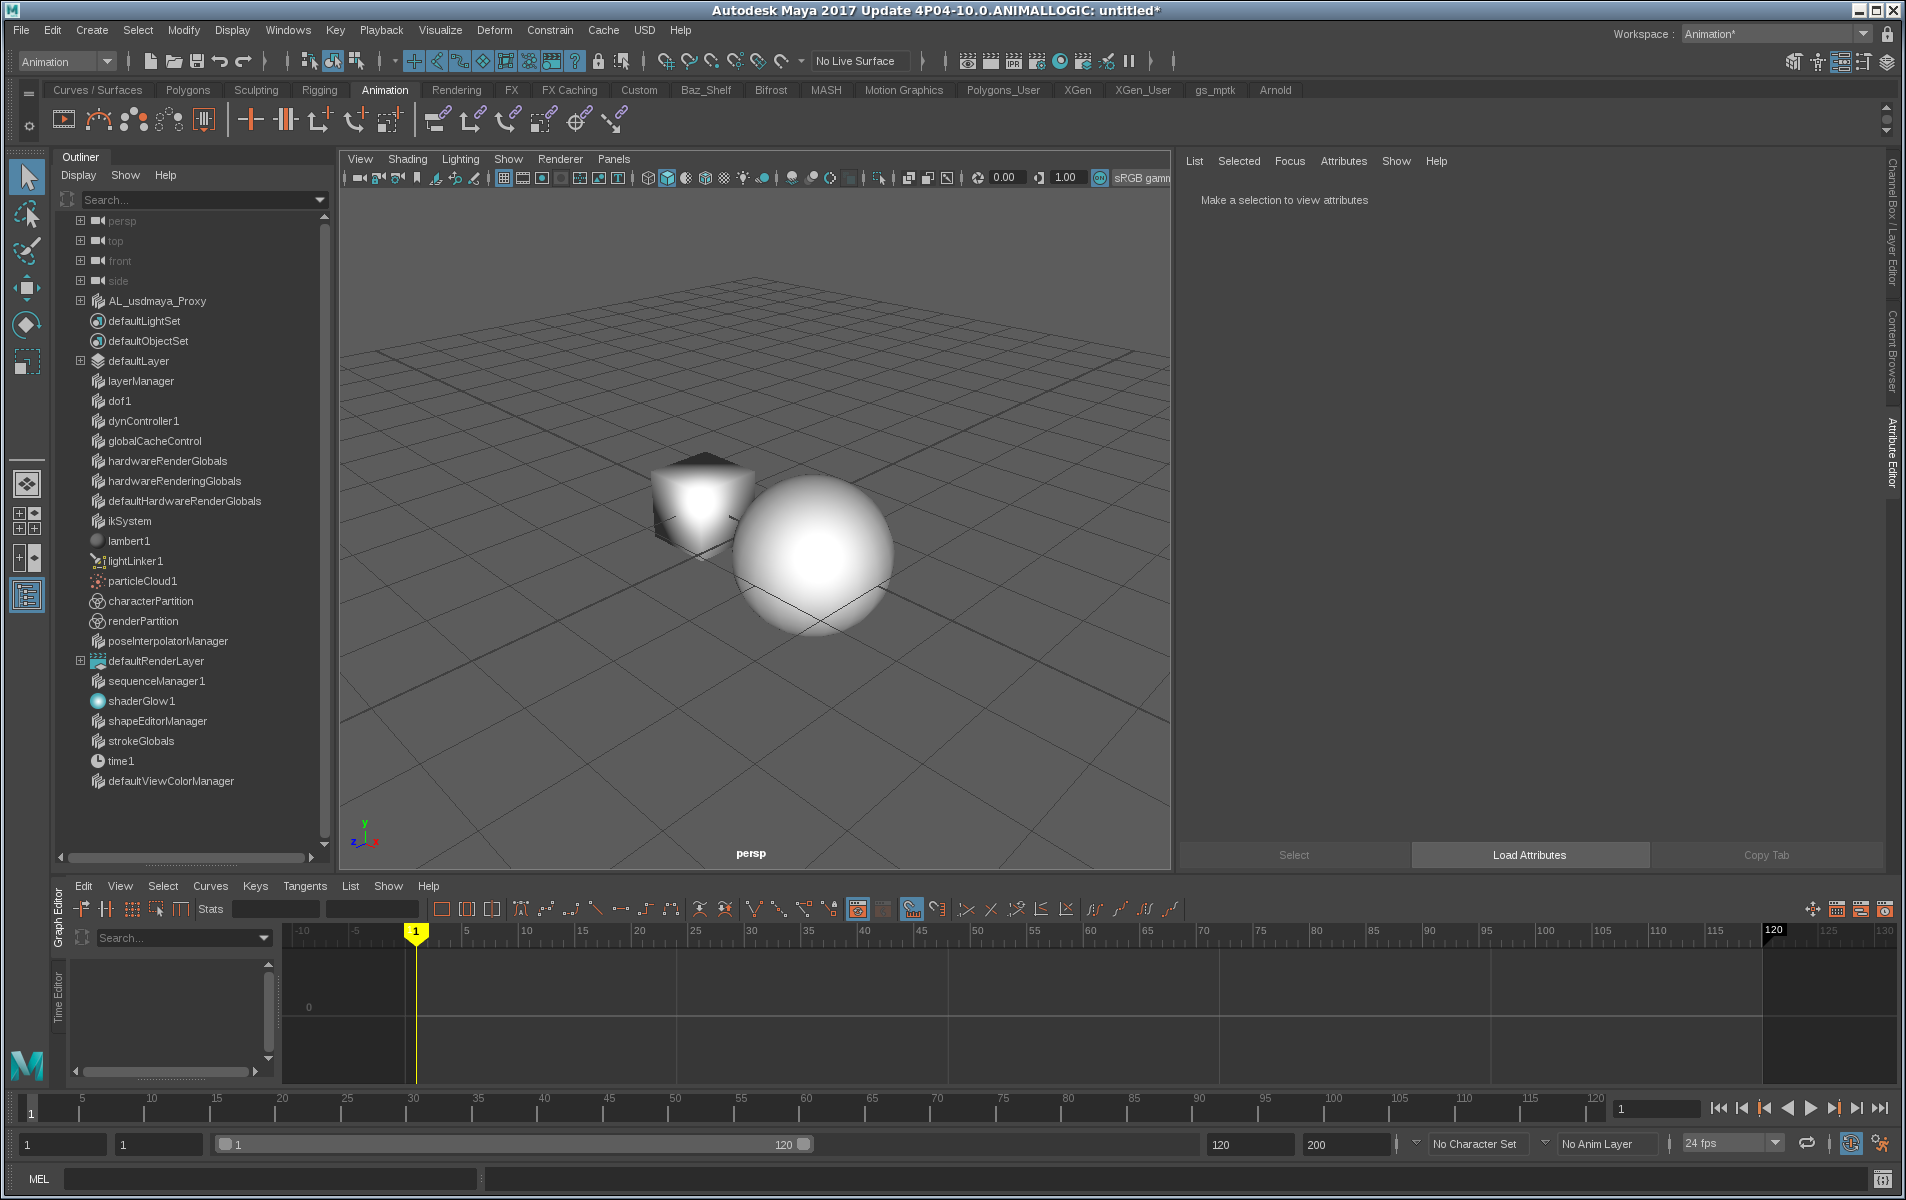 Autodesk Maya 2017 Update 4P04-10.0.ANIMALLOGIC: untitled*
File Edit Create Select Modify Display Windows Key Playback Visualize Deform Constrain Cache USD Help
Workspace : Animation*
Animation No Live Surface IPR
Curves / Surfaces Polygons Sculpting Rigging Animation Rendering FX FX Caching Custom Baz_Shelf Bifrost MASH Motion Graphics Polygons_User XGen XGen_User gs_mptk Arnold
Outliner
Display Show Help
Search...
persp
top
front
side
AL_usdmaya_Proxy
defaultLightSet
defaultObjectSet
defaultLayer
layerManager
dof1
dynController1
globalCacheControl
hardwareRenderGlobals
hardwareRenderingGlobals
defaultHardwareRenderGlobals
ikSystem
lambert1
lightLinker1
particleCloud1
characterPartition
renderPartition
poseInterpolatorManager
defaultRenderLayer
sequenceManager1
shaderGlow1
shapeEditorManager
strokeGlobals
time1
defaultViewColorManager
View Shading Lighting Show Renderer Panels
0.00 1.00 ON sRGB gamm
y
z x
persp
List Selected Focus Attributes Show Help
Make a selection to view attributes
Select Load Attributes Copy Tab
Channel Box / Layer Editor
Content Browser
Attribute Editor
Graph Editor
Time Editor
Edit View Select Curves Keys Tangents List Show Help
Stats
Search...
-10 -5 1 5 10 15 20 25 30 35 40 45 50 55 60 65 70 75 80 85 90 95 100 105 110 115 120 125 130
0
1 5 10 15 20 25 30 35 40 45 50 55 60 65 70 75 80 85 90 95 100 105 110 115 120 1
1 1 1 120 120 200 No Character Set No Anim Layer 24 fps
MEL